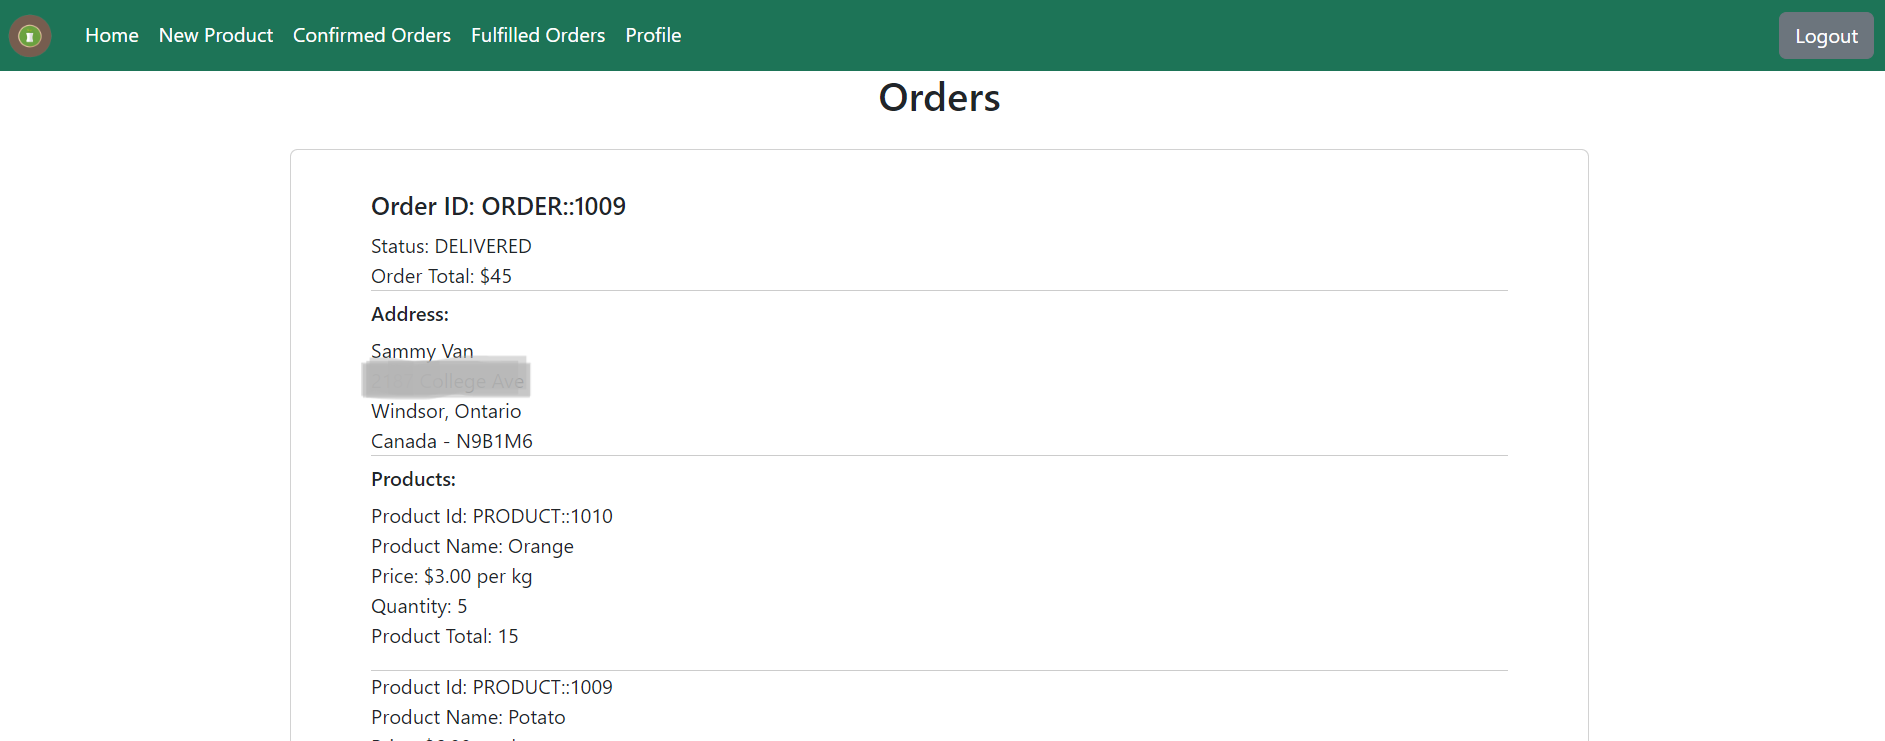 Home New Product Confirmed Orders Fulfilled Orders Profile Logout
Orders
Order ID: ORDER::1009
Status: DELIVERED
Order Total: $45
Address:
Sammy Van
College Ave
Windsor, Ontario
Canada - N9B1M6
Products:
Product Id: PRODUCT::1010
Product Name: Orange
Price: $3.00 per kg
Quantity: 5
Product Total: 15
Product Id: PRODUCT::1009
Product Name: Potato